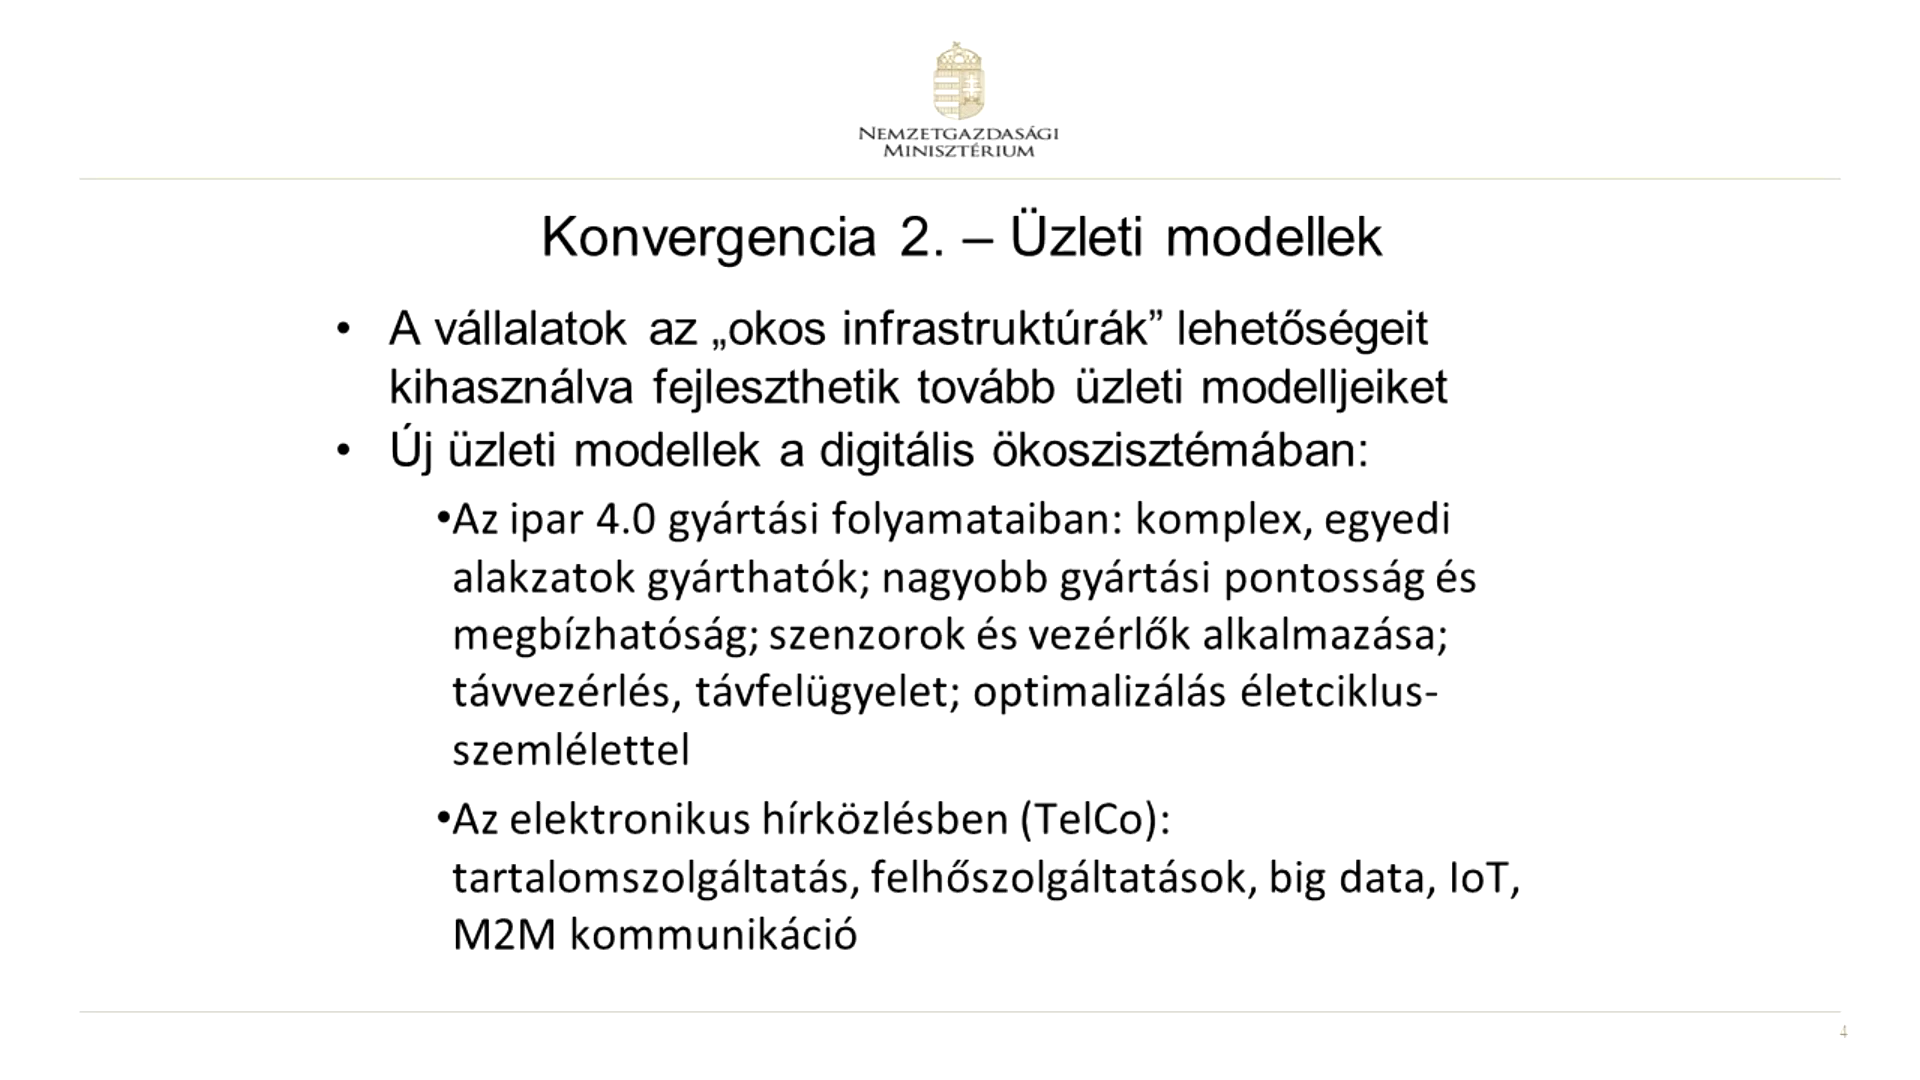 NEMZETGAZDASÁGI
MINISZTÉRIUM
Konvergencia 2. – Üzleti modellek
• A vállalatok az „okos infrastruktúrák” lehetőségeit
kihasználva fejleszthetik tovább üzleti modelljeiket
• Új üzleti modellek a digitális ökoszisztémában:
•Az ipar 4.0 gyártási folyamataiban: komplex, egyedi
alakzatok gyárthatók; nagyobb gyártási pontosság és
megbízhatóság; szenzorok és vezérlők alkalmazása;
távvezérlés, távfelügyelet; optimalizálás életciklus-
szemlélettel
•Az elektronikus hírközlésben (TelCo):
tartalomszolgáltatás, felhőszolgáltatások, big data, IoT,
M2M kommunikáció
4